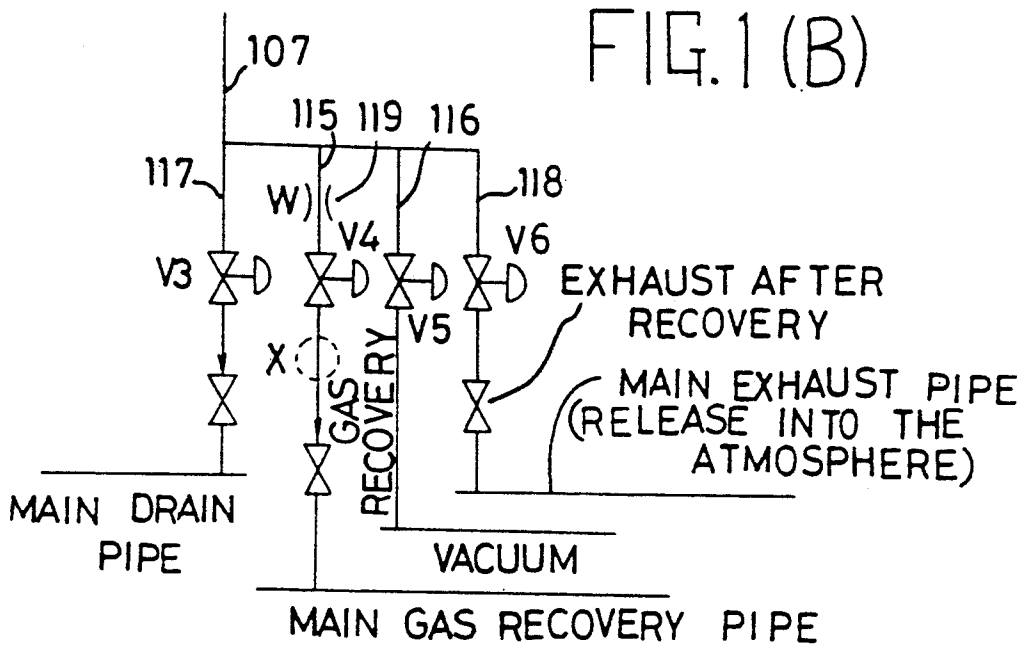 FIG. 1 (B)
107
115
119
116
117
118
W
V3
V4
V6
V5
X
EXHAUST AFTER
RECOVERY
GAS
RECOVERY
MAIN EXHAUST PIPE
(RELEASE INTO THE
ATMOSPHERE)
MAIN DRAIN
PIPE
VACUUM
MAIN GAS RECOVERY PIPE